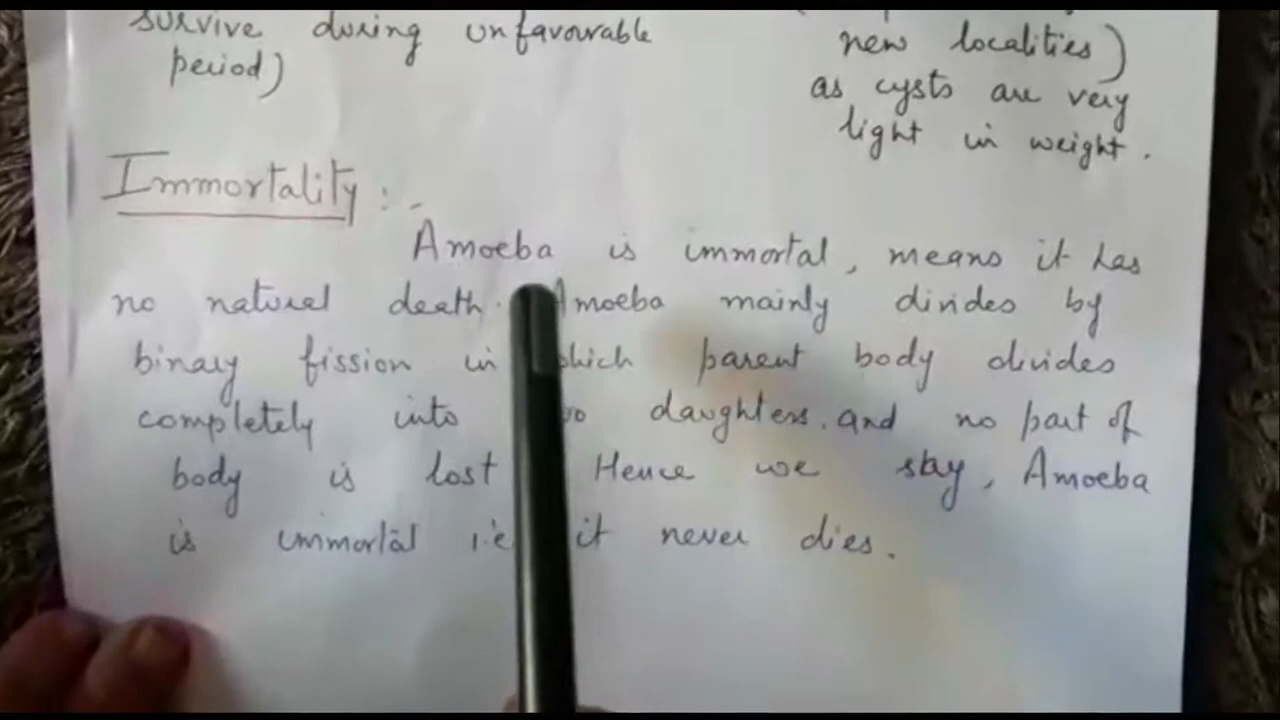 survive during unfavourable
period)
new localities)
as cysts are very
light in weight.
Immortality :-
Amoeba is immortal, means it has
no natural death. Amoeba mainly divides by
binary fission in which parent body divides
completely into daughters. and no part of
body is lost Hence we stay, Amoeba
is immortal i.e it never dies.